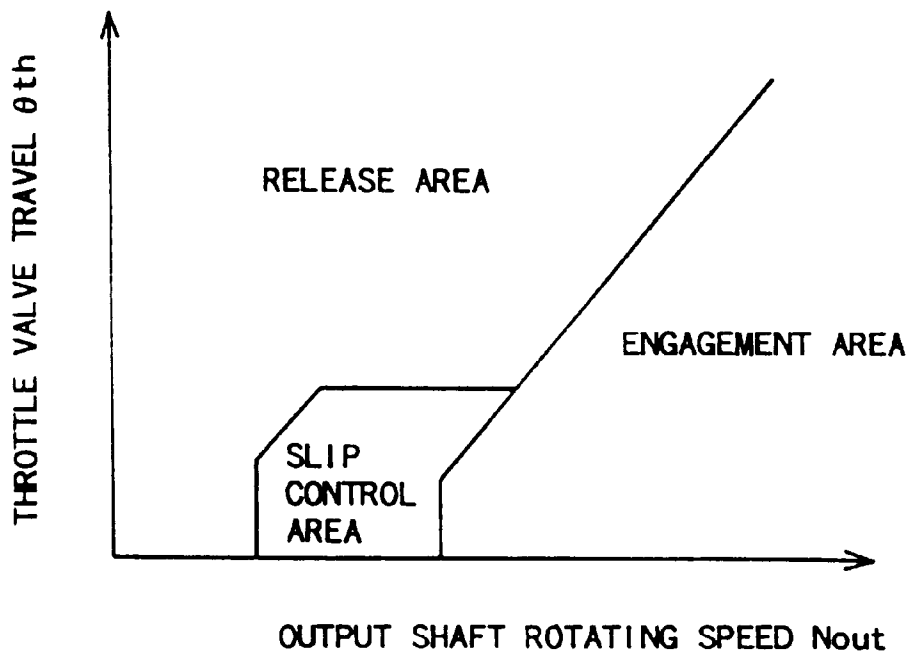 THROTTLE VALVE TRAVEL θth
RELEASE AREA
ENGAGEMENT AREA
SLIP
CONTROL
AREA
OUTPUT SHAFT ROTATING SPEED Nout